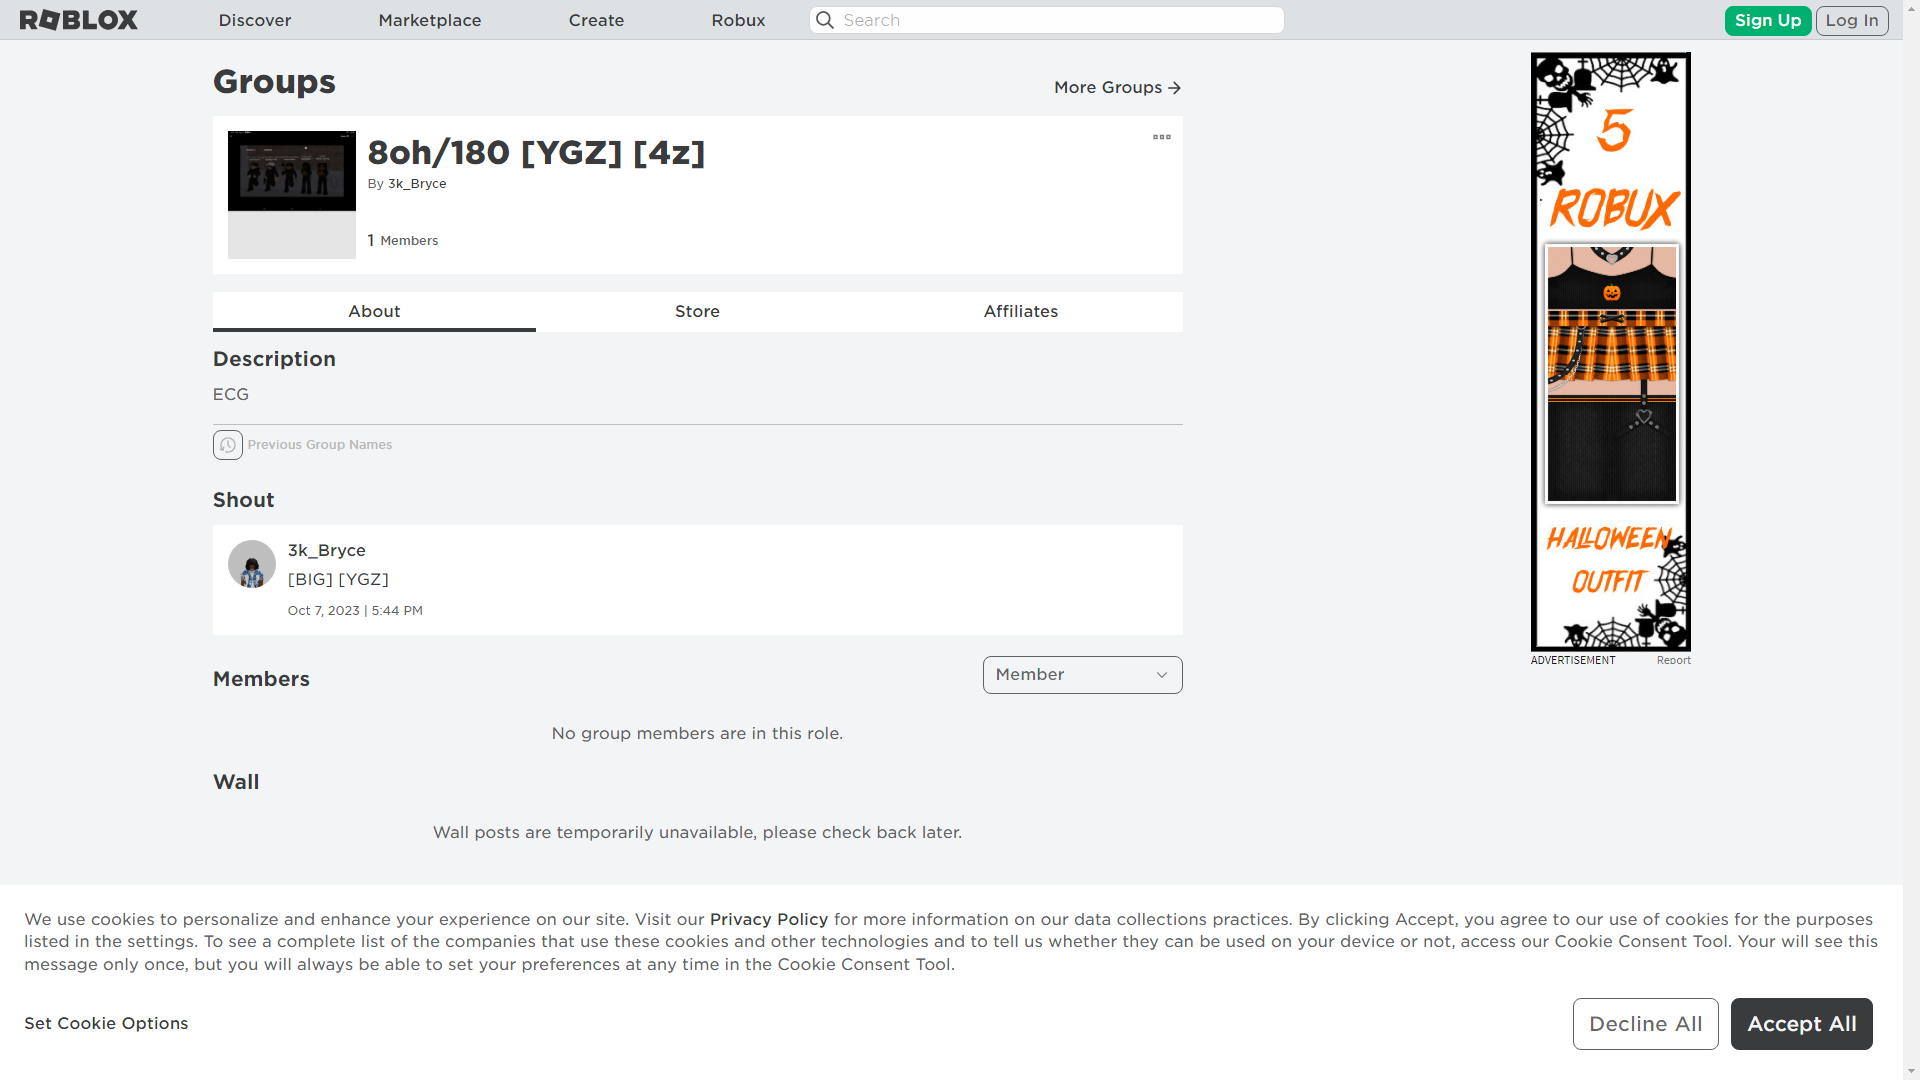 ROBLOX
Discover
Marketplace
Create
Robux
Search
Sign Up
Log In
Groups
More Groups
8oh/180 [YGZ] [4z]
By 3k_Bryce
1 Members
About
Store
Affiliates
Description
ECG
Previous Group Names
Shout
3k_Bryce
[BIG] [YGZ]
Oct 7, 2023 | 5:44 PM
Members
Member
No group members are in this role.
Wall
Wall posts are temporarily unavailable, please check back later.
5
ROBUX
HALLOWEEN
OUTFIT
ADVERTISEMENT
Report
We use cookies to personalize and enhance your experience on our site. Visit our Privacy Policy for more information on our data collections practices. By clicking Accept, you agree to our use of cookies for the purposes
listed in the settings. To see a complete list of the companies that use these cookies and other technologies and to tell us whether they can be used on your device or not, access our Cookie Consent Tool. Your will see this
message only once, but you will always be able to set your preferences at any time in the Cookie Consent Tool.
Set Cookie Options
Decline All
Accept All